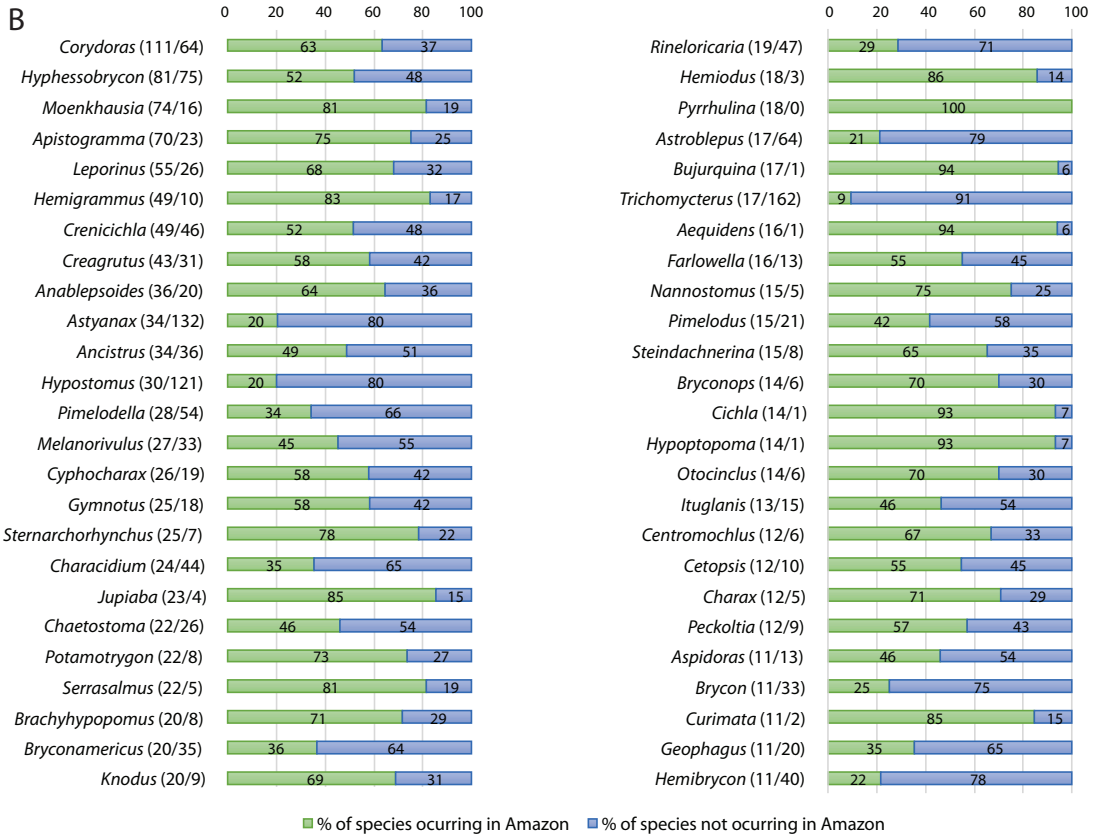 B
0 20 40 60 80 100
Corydoras (111/64) 63 37
Hyphessobrycon (81/75) 52 48
Moenkhausia (74/16) 81 19
Apistogramma (70/23) 75 25
Leporinus (55/26) 68 32
Hemigrammus (49/10) 83 17
Crenicichla (49/46) 52 48
Creagrutus (43/31) 58 42
Anablepsoides (36/20) 64 36
Astyanax (34/132) 20 80
Ancistrus (34/36) 49 51
Hypostomus (30/121) 20 80
Pimelodella (28/54) 34 66
Melanorivulus (27/33) 45 55
Cyphocharax (26/19) 58 42
Gymnotus (25/18) 58 42
Sternarchorhynchus (25/7) 78 22
Characidium (24/44) 35 65
Jupiaba (23/4) 85 15
Chaetostoma (22/26) 46 54
Potamotrygon (22/8) 73 27
Serrasalmus (22/5) 81 19
Brachyhypopomus (20/8) 71 29
Bryconamericus (20/35) 36 64
Knodus (20/9) 69 31
0 20 40 60 80 100
Rineloricaria (19/47) 29 71
Hemiodus (18/3) 86 14
Pyrrhulina (18/0) 100
Astroblepus (17/64) 21 79
Bujurquina (17/1) 94 6
Trichomycterus (17/162) 9 91
Aequidens (16/1) 94 6
Farlowella (16/13) 55 45
Nannostomus (15/5) 75 25
Pimelodus (15/21) 42 58
Steindachnerina (15/8) 65 35
Bryconops (14/6) 70 30
Cichla (14/1) 93 7
Hypoptopoma (14/1) 93 7
Otocinclus (14/6) 70 30
Ituglanis (13/15) 46 54
Centromochlus (12/6) 67 33
Cetopsis (12/10) 55 45
Charax (12/5) 71 29
Peckoltia (12/9) 57 43
Aspidoras (11/13) 46 54
Brycon (11/33) 25 75
Curimata (11/2) 85 15
Geophagus (11/20) 35 65
Hemibrycon (11/40) 22 78
% of species ocurring in Amazon % of species not ocurring in Amazon